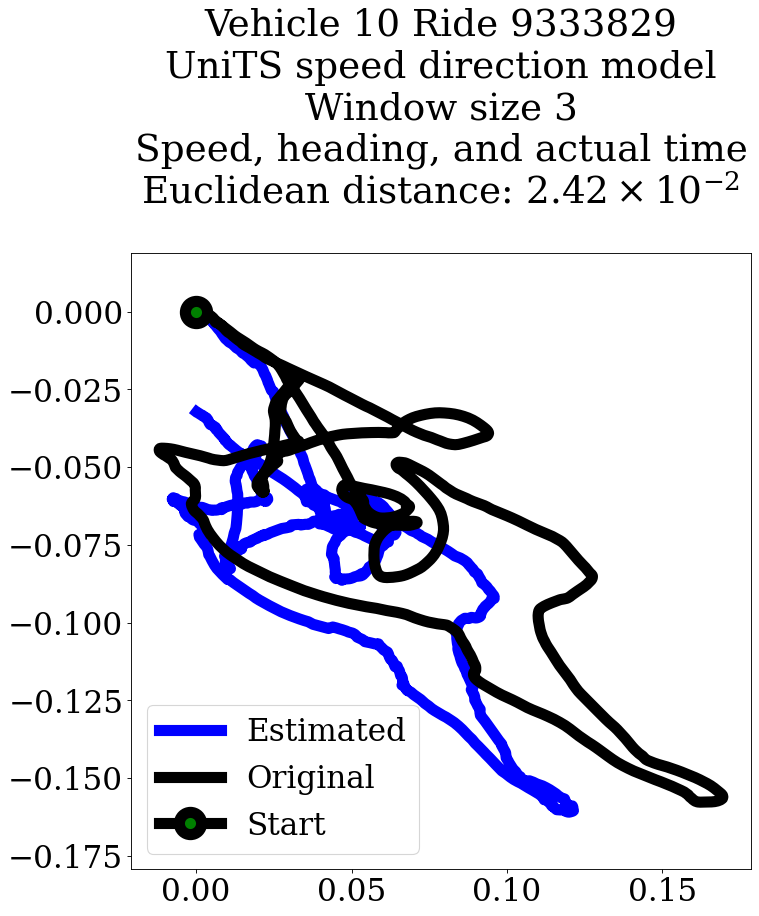 Vehicle 10 Ride 9333829
UniTS speed direction model
Window size 3
Speed, heading, and actual time
Euclidean distance: 2.42 × 10⁻²
0.000
−0.025
−0.050
−0.075
−0.100
−0.125
−0.150
−0.175
Estimated
Original
Start
0.00 0.05 0.10 0.15